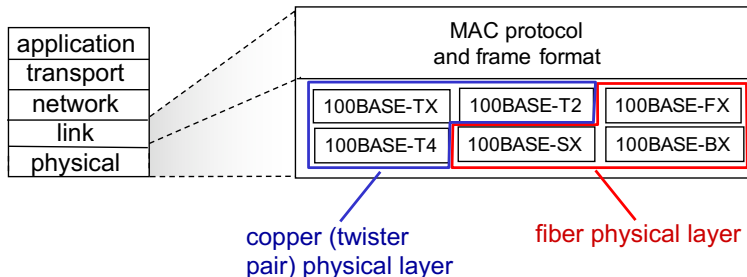 application
transport
network
link
physical
MAC protocol
and frame format
100BASE-TX
100BASE-T2
100BASE-FX
100BASE-T4
100BASE-SX
100BASE-BX
copper (twister
pair) physical layer
fiber physical layer